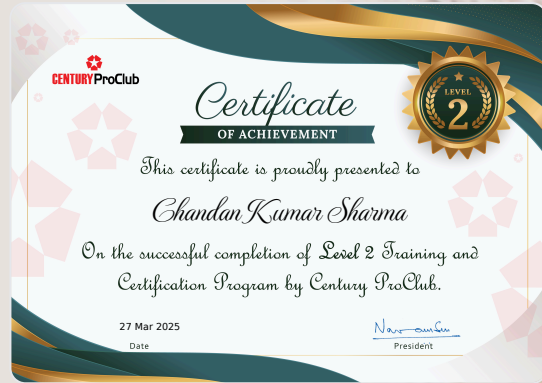 CENTURY ProClub
Certificate
OF ACHIEVEMENT
LEVEL
2
This certificate is proudly presented to
Chandan Kumar Sharma
On the successful completion of Level 2 Training and
Certification Program by Century ProClub.
27 Mar 2025
Date
President